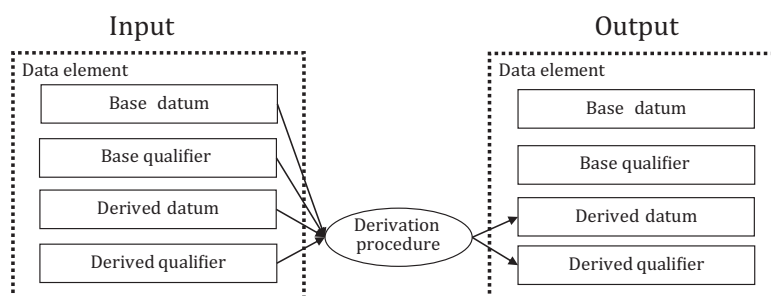 Input
Output
Data element
Base datum
Base qualifier
Derived datum
Derived qualifier
Derivation
procedure
Data element
Base datum
Base qualifier
Derived datum
Derived qualifier